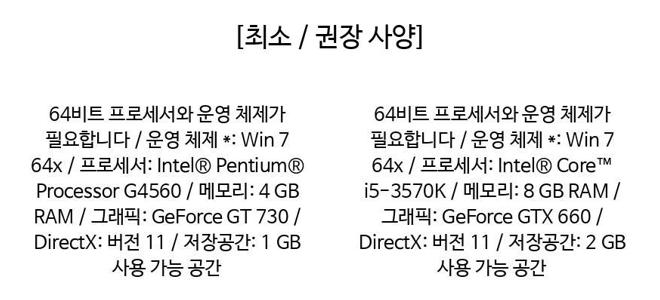 [최소 / 권장 사양]
64비트 프로세서와 운영 체제가
필요합니다 / 운영 체제 *: Win 7
64x / 프로세서: Intel® Pentium®
Processor G4560 / 메모리: 4 GB
RAM / 그래픽: GeForce GT 730 /
DirectX: 버전 11 / 저장공간: 1 GB
사용 가능 공간
64비트 프로세서와 운영 체제가
필요합니다 / 운영 체제 *: Win 7
64x / 프로세서: Intel® Core™
i5-3570K / 메모리: 8 GB RAM /
그래픽: GeForce GTX 660 /
DirectX: 버전 11 / 저장공간: 2 GB
사용 가능 공간